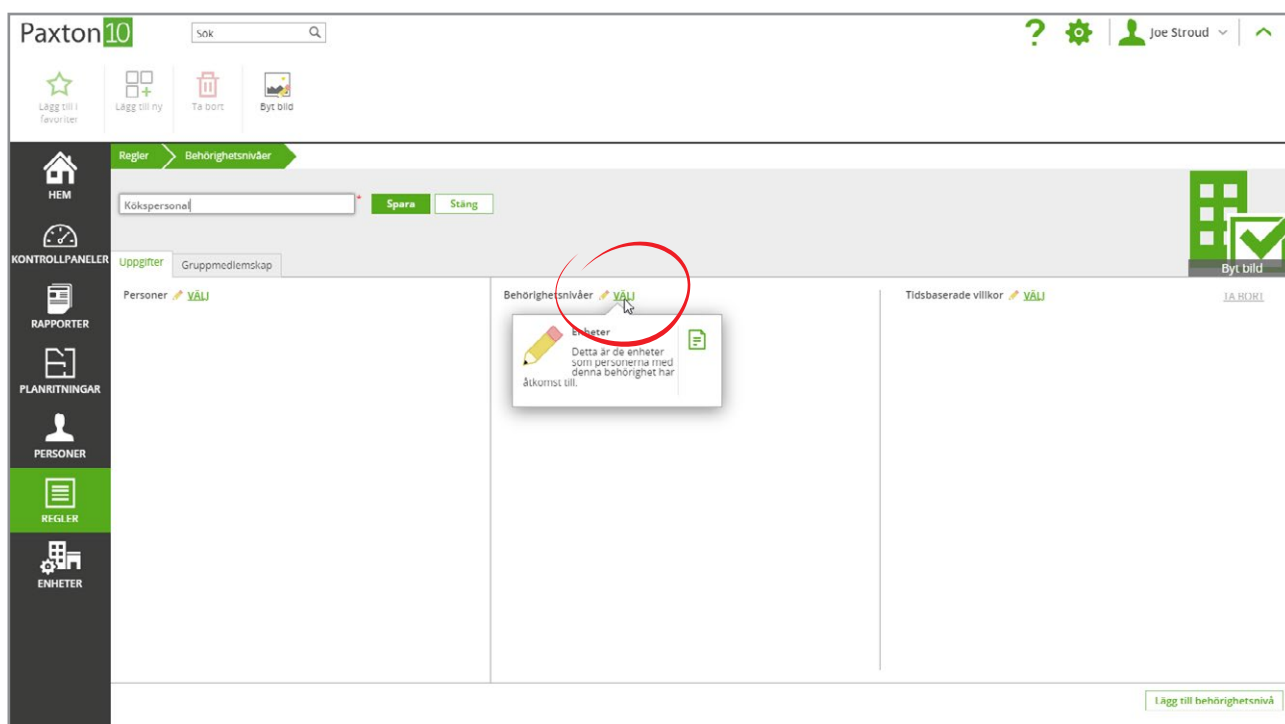 Paxton10
Sök
?
Joe Stroud
Lägg till i
favoriter
Lägg till ny
Ta bort
Byt bild
Regler
Behörighetsnivåer
HEM
Kökspersonal
*
Spara
Stäng
Byt bild
KONTROLLPANELER
Uppgifter
Gruppmedlemskap
Personer VÄLJ
Behörighetsnivåer VÄLJ
Tidsbaserade villkor VÄLJ
TA BORT
Enheter
Detta är de enheter
som personerna med
denna behörighet har
åtkomst till.
RAPPORTER
PLANRITNINGAR
PERSONER
REGLER
ENHETER
Lägg till behörighetsnivå